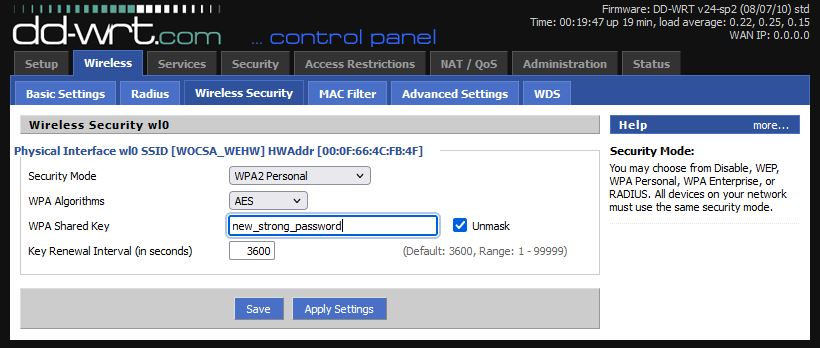 Firmware: DD-WRT v24-sp2 (08/07/10) std
Time: 00:19:47 up 19 min, load average: 0.22, 0.25, 0.15
WAN IP: 0.0.0.0
dd-wrt.com ... control panel
Setup Wireless Services Security Access Restrictions NAT / QoS Administration Status
Basic Settings Radius Wireless Security MAC Filter Advanced Settings WDS
Wireless Security wl0
Physical Interface wl0 SSID [WOCSA_WEHW] HWAddr [00:0F:66:4C:FB:4F]
Security Mode WPA2 Personal
WPA Algorithms AES
WPA Shared Key new_strong_password Unmask
Key Renewal Interval (in seconds) 3600 (Default: 3600, Range: 1 - 99999)
Save Apply Settings
Help more...
Security Mode:
You may choose from Disable, WEP,
WPA Personal, WPA Enterprise, or
RADIUS. All devices on your network
must use the same security mode.